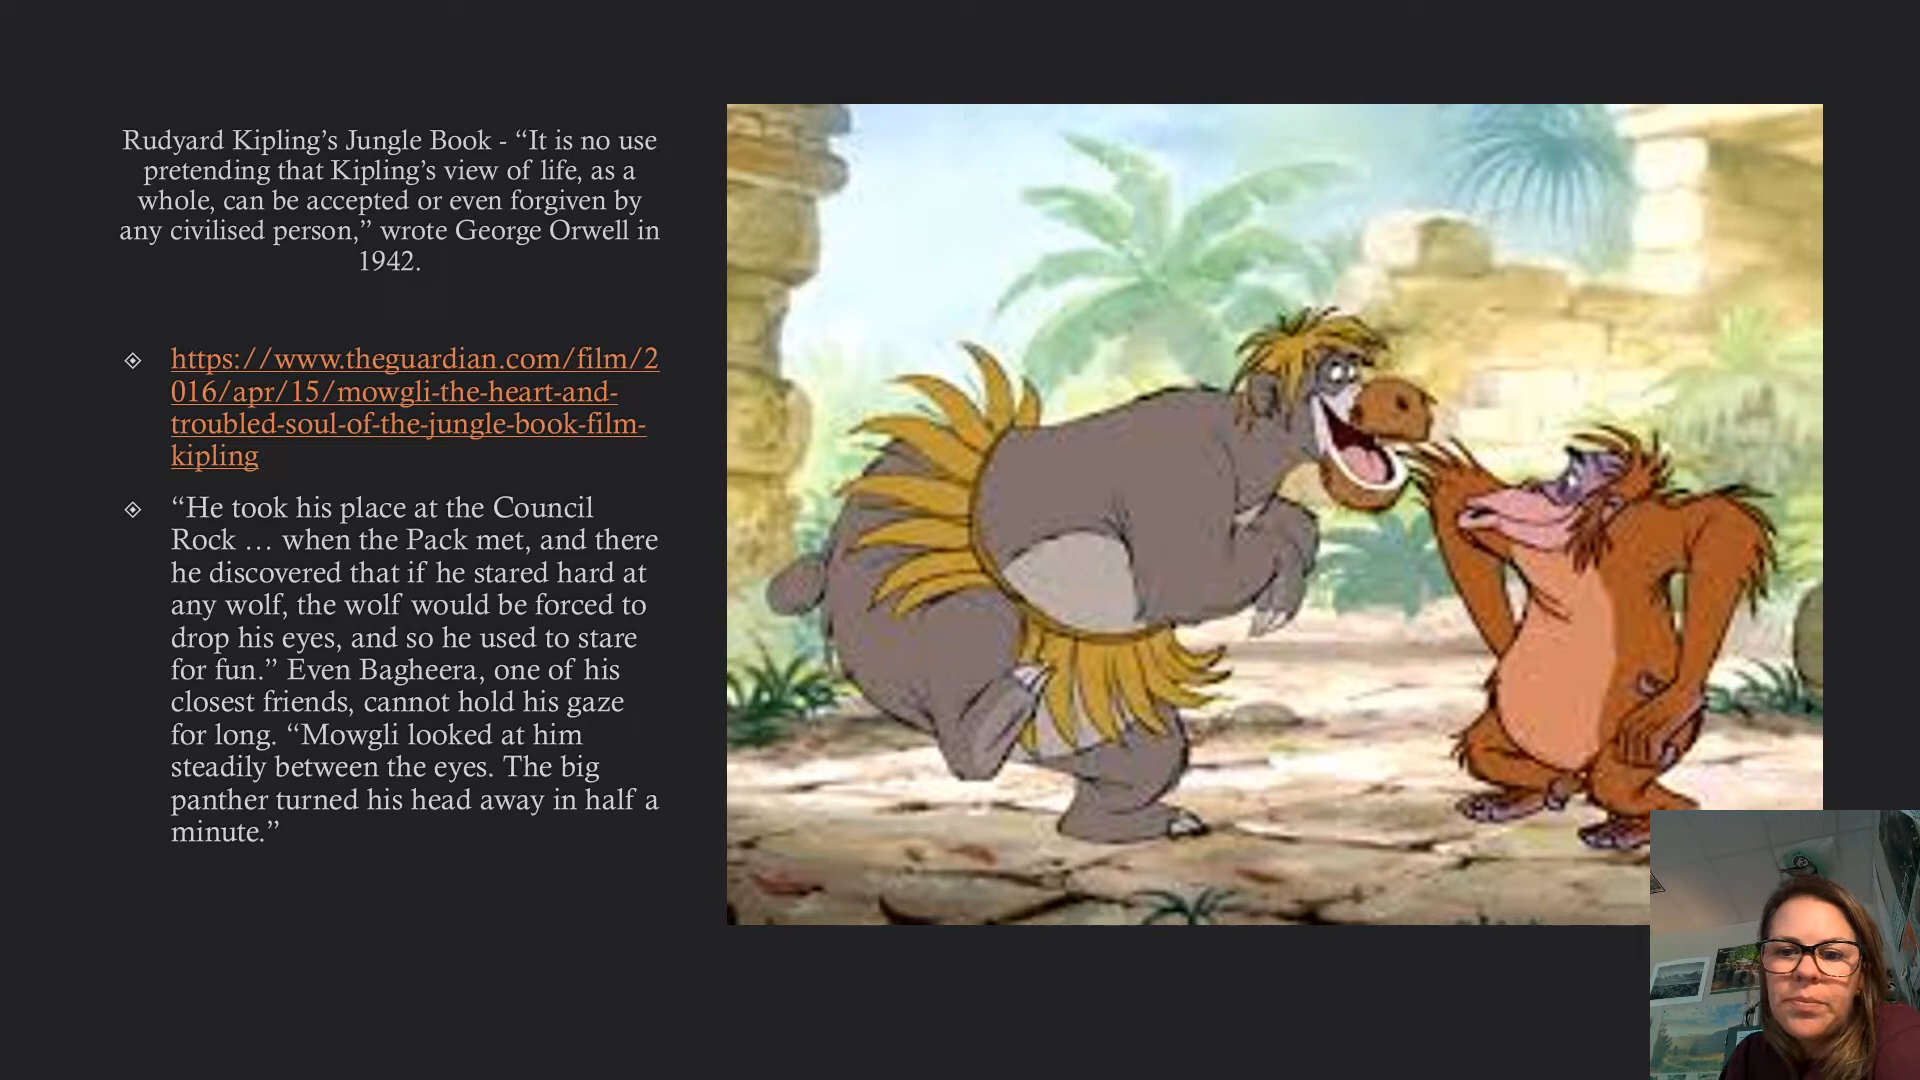 Rudyard Kipling’s Jungle Book - “It is no use
pretending that Kipling’s view of life, as a
whole, can be accepted or even forgiven by
any civilised person,” wrote George Orwell in
1942.
https://www.theguardian.com/film/2
016/apr/15/mowgli-the-heart-and-
troubled-soul-of-the-jungle-book-film-
kipling
“He took his place at the Council
Rock … when the Pack met, and there
he discovered that if he stared hard at
any wolf, the wolf would be forced to
drop his eyes, and so he used to stare
for fun.” Even Bagheera, one of his
closest friends, cannot hold his gaze
for long. “Mowgli looked at him
steadily between the eyes. The big
panther turned his head away in half a
minute.”